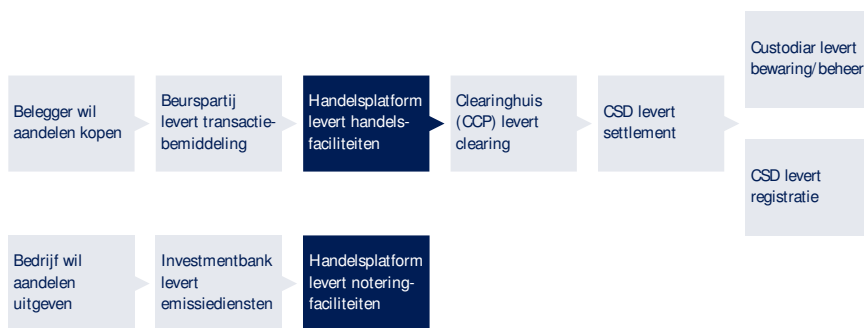 Belegger wil
aandelen kopen
Beurspartij
levert transactie-
bemiddeling
Handelsplatform
levert handels-
faciliteiten
Clearinghuis
(CCP) levert
clearing
CSD levert
settlement
Custodiar levert
bewaring/beheer
CSD levert
registratie
Bedrijf wil
aandelen
uitgeven
Investmentbank
levert
emissiediensten
Handelsplatform
levert notering-
faciliteiten